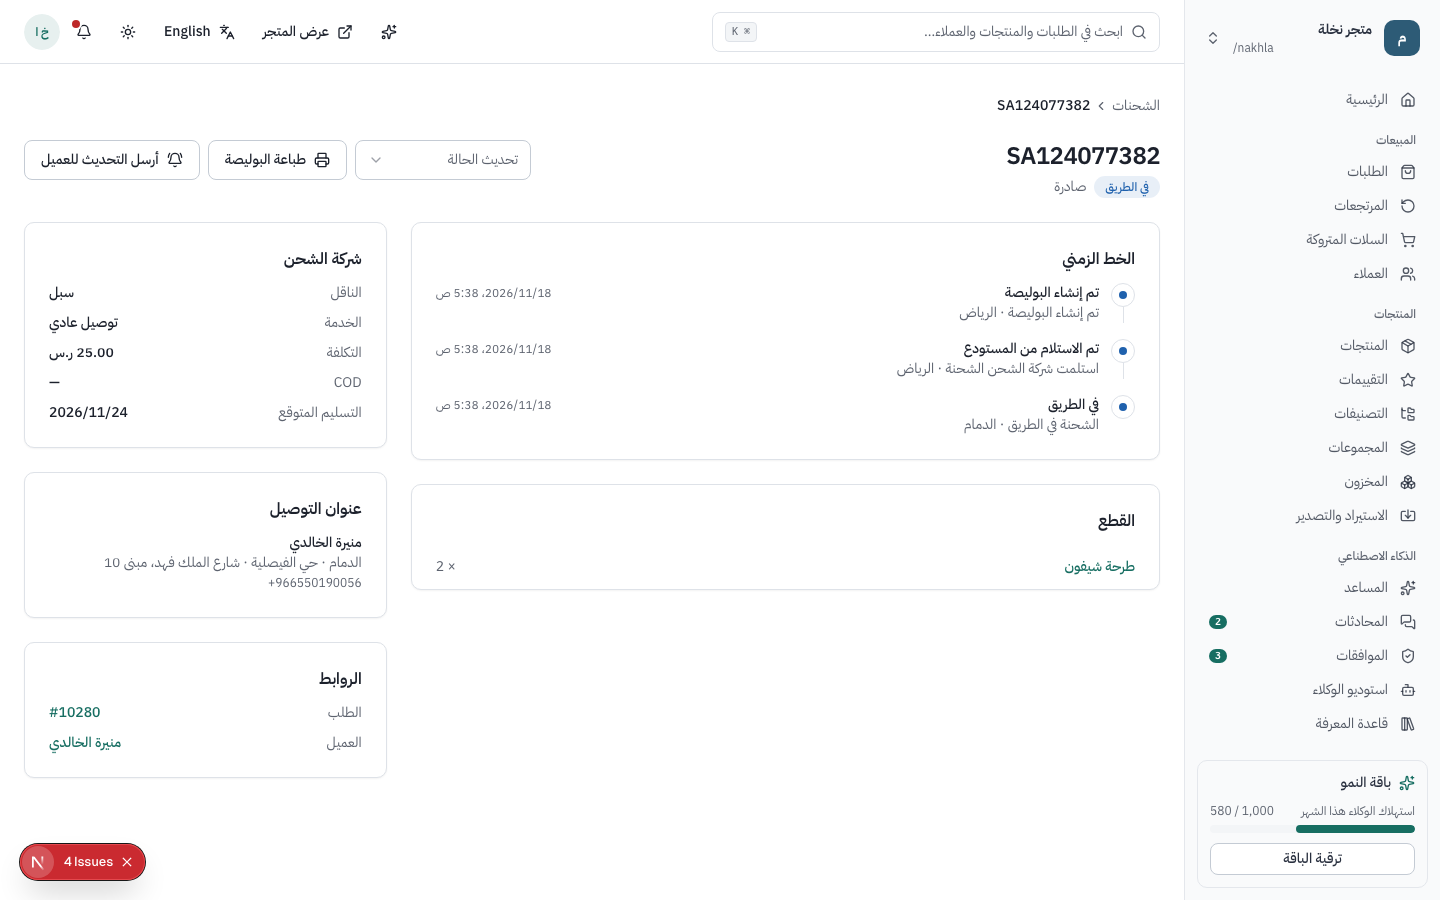 متجر نخلة
/nakhla
الرئيسية
المبيعات
الطلبات
المرتجعات
السلات المتروكة
العملاء
المنتجات
المنتجات
التقييمات
التصنيفات
المجموعات
المخزون
الاستيراد والتصدير
الذكاء الاصطناعي
المساعد
المحادثات 2
الموافقات 3
استوديو الوكلاء
قاعدة المعرفة
باقة النمو
استهلاك الوكلاء هذا الشهر 580 / 1,000
ترقية الباقة
م
ابحث في الطلبات والمنتجات والعملاء...
⌘ K
عرض المتجر
English
خ ا
الشحنات › SA124077382
SA124077382
في الطريق صادرة
تحديث الحالة
طباعة البوليصة
أرسل التحديث للعميل
الخط الزمني
تم إنشاء البوليصة 2026/11/18، 5:38 ص
تم إنشاء البوليصة · الرياض
تم الاستلام من المستودع 2026/11/18، 5:38 ص
استلمت شركة الشحن الشحنة · الرياض
في الطريق 2026/11/18، 5:38 ص
الشحنة في الطريق · الدمام
القطع
طرحة شيفون × 2
شركة الشحن
الناقل سبل
الخدمة توصيل عادي
التكلفة 25.00 ر.س
COD —
التسليم المتوقع 2026/11/24
عنوان التوصيل
منيرة الخالدي
الدمام · حي الفيصلية · شارع الملك فهد، مبنى 10
+966550190056
الروابط
الطلب #10280
العميل منيرة الخالدي
N 4 Issues